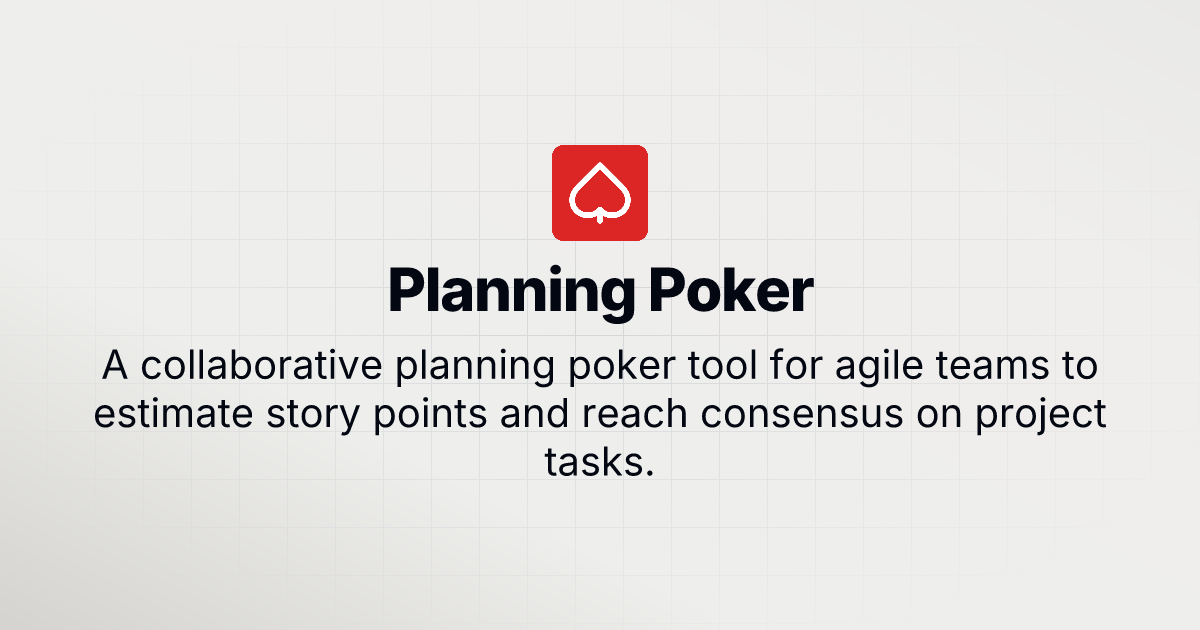 Planning Poker
A collaborative planning poker tool for agile teams to
estimate story points and reach consensus on project
tasks.